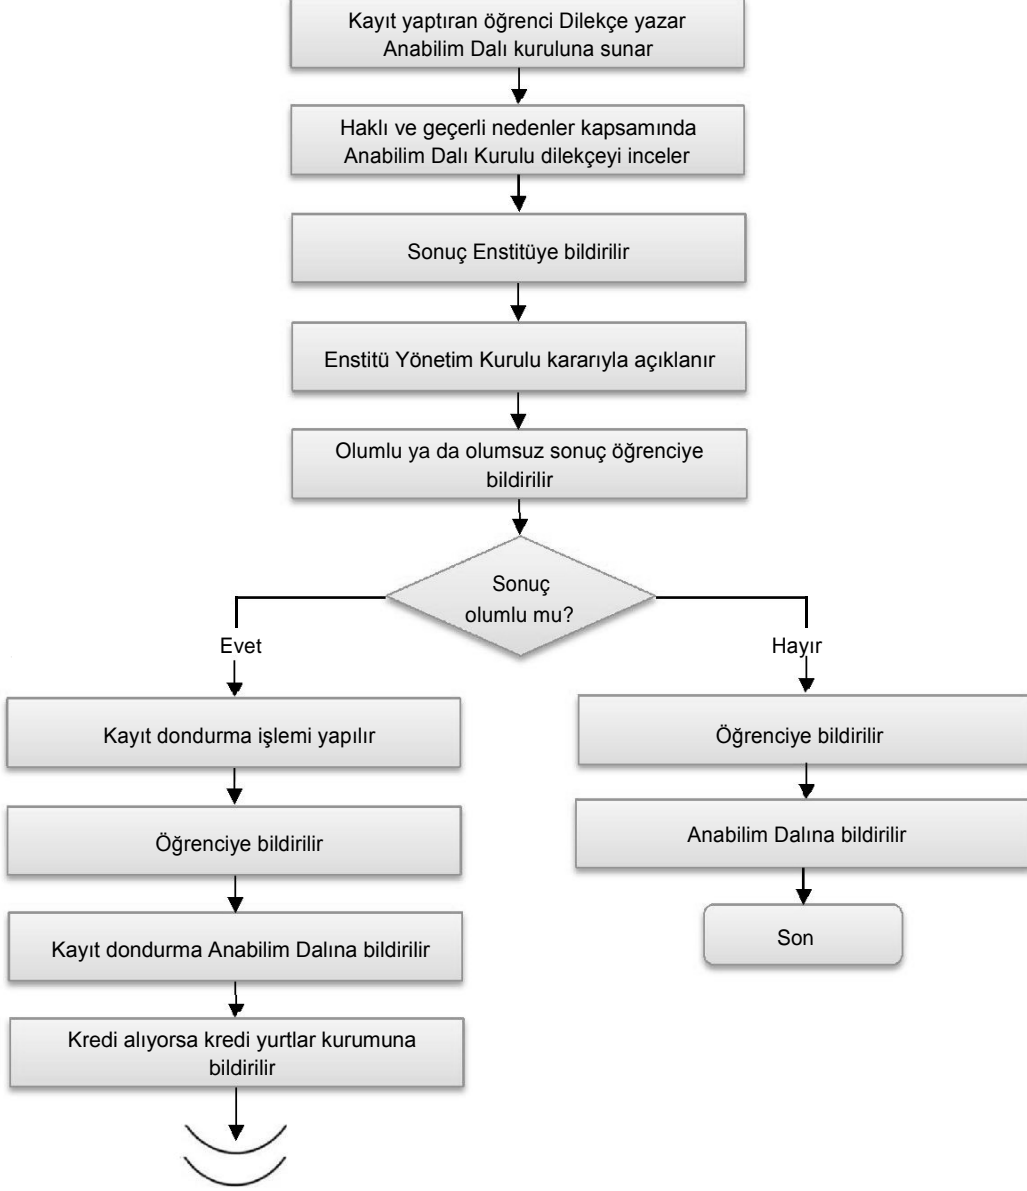 Kayıt yaptıran öğrenci Dilekçe yazar
Anabilim Dalı kuruluna sunar
Haklı ve geçerli nedenler kapsamında
Anabilim Dalı Kurulu dilekçeyi inceler
Sonuç Enstitüye bildirilir
Enstitü Yönetim Kurulu kararıyla açıklanır
Olumlu ya da olumsuz sonuç öğrenciye
bildirilir
Sonuç
olumlu mu?
Evet
Kayıt dondurma işlemi yapılır
Öğrenciye bildirilir
Kayıt dondurma Anabilim Dalına bildirilir
Kredi alıyorsa kredi yurtlar kurumuna
bildirilir
Hayır
Öğrenciye bildirilir
Anabilim Dalına bildirilir
Son